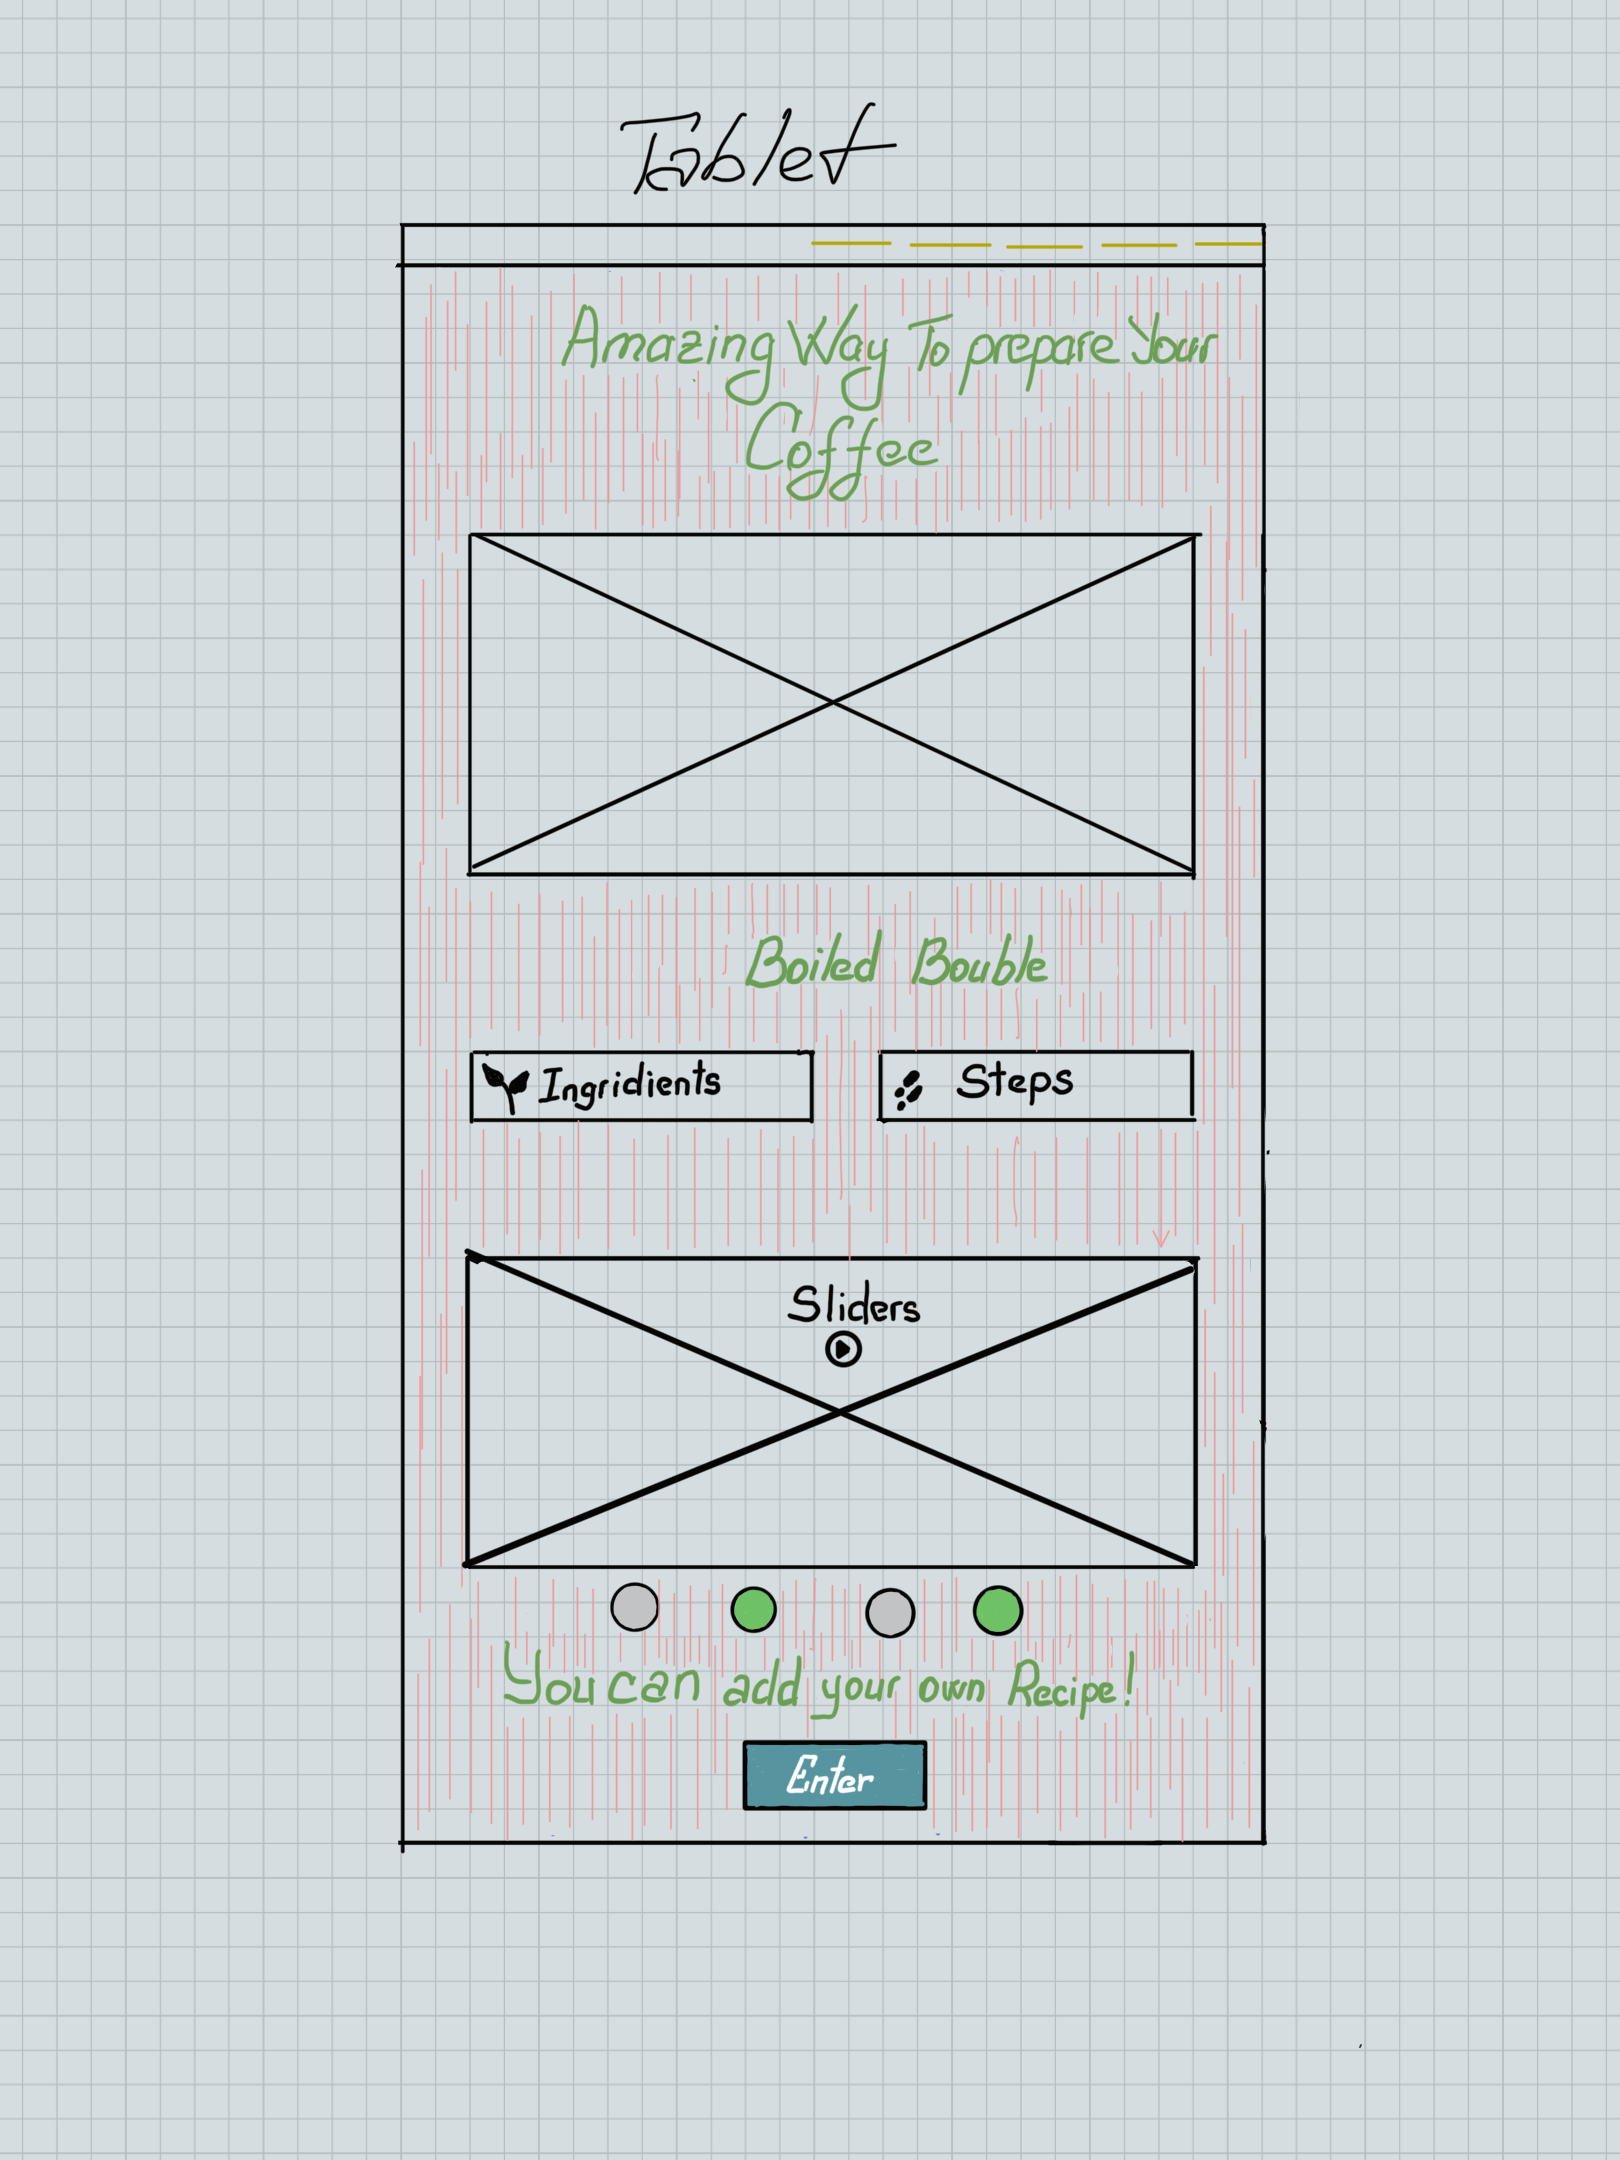 Tablet
Amazing Way To prepare Your
Coffee
Boiled Bouble
Ingridients
Steps
Sliders
You can add your own Recipe!
Enter